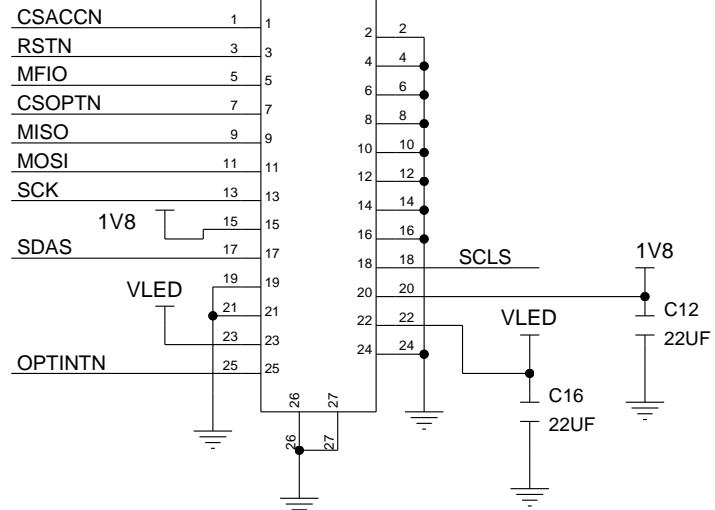 CSACCN 1 1
2 2
RSTN 3 3
4 4
MFIO 5 5
6 6
CSOPTN 7 7
8 8
MISO 9 9
10 10
MOSI 11 11
12 12
SCK 13 13
14 14
1V8 15 15
16 16
SDAS 17 17
18 18 SCLS
1V8
19 19
20 20
VLED
C12
22UF
21 21
22 22
VLED
23 23
24 24
OPTINTN 25 25
26 27
C16
22UF
26 27